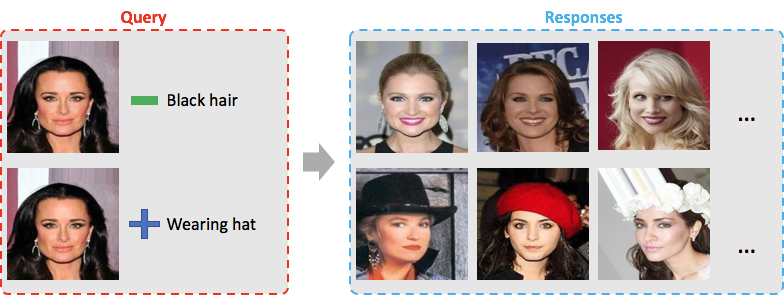 Query
Responses
Black hair
...
Wearing hat
...